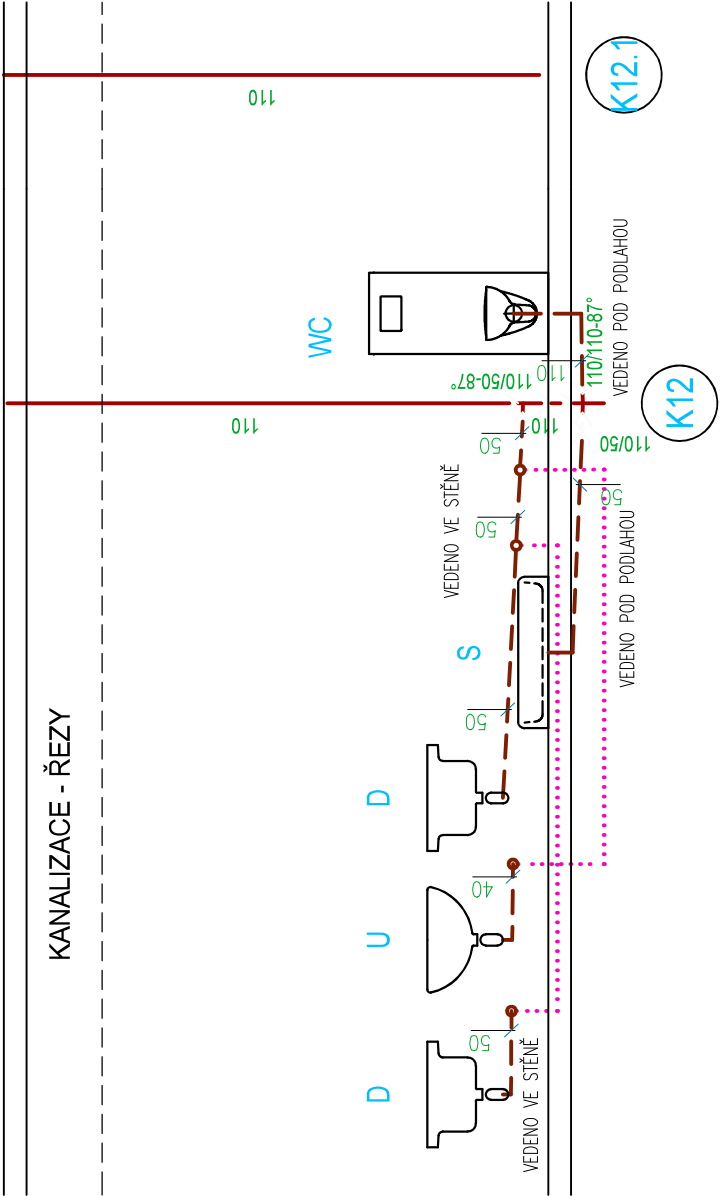 KANALIZACE - ŘEZY
K12.1
110
WC
110/110-87°
VEDENO POD PODLAHOU
110
110/50-87°
K12
110
110
110/50
50
VEDENO VE STĚNĚ
50
50
VEDENO POD PODLAHOU
S
50
D
40
U
50
VEDENO VE STĚNĚ
D